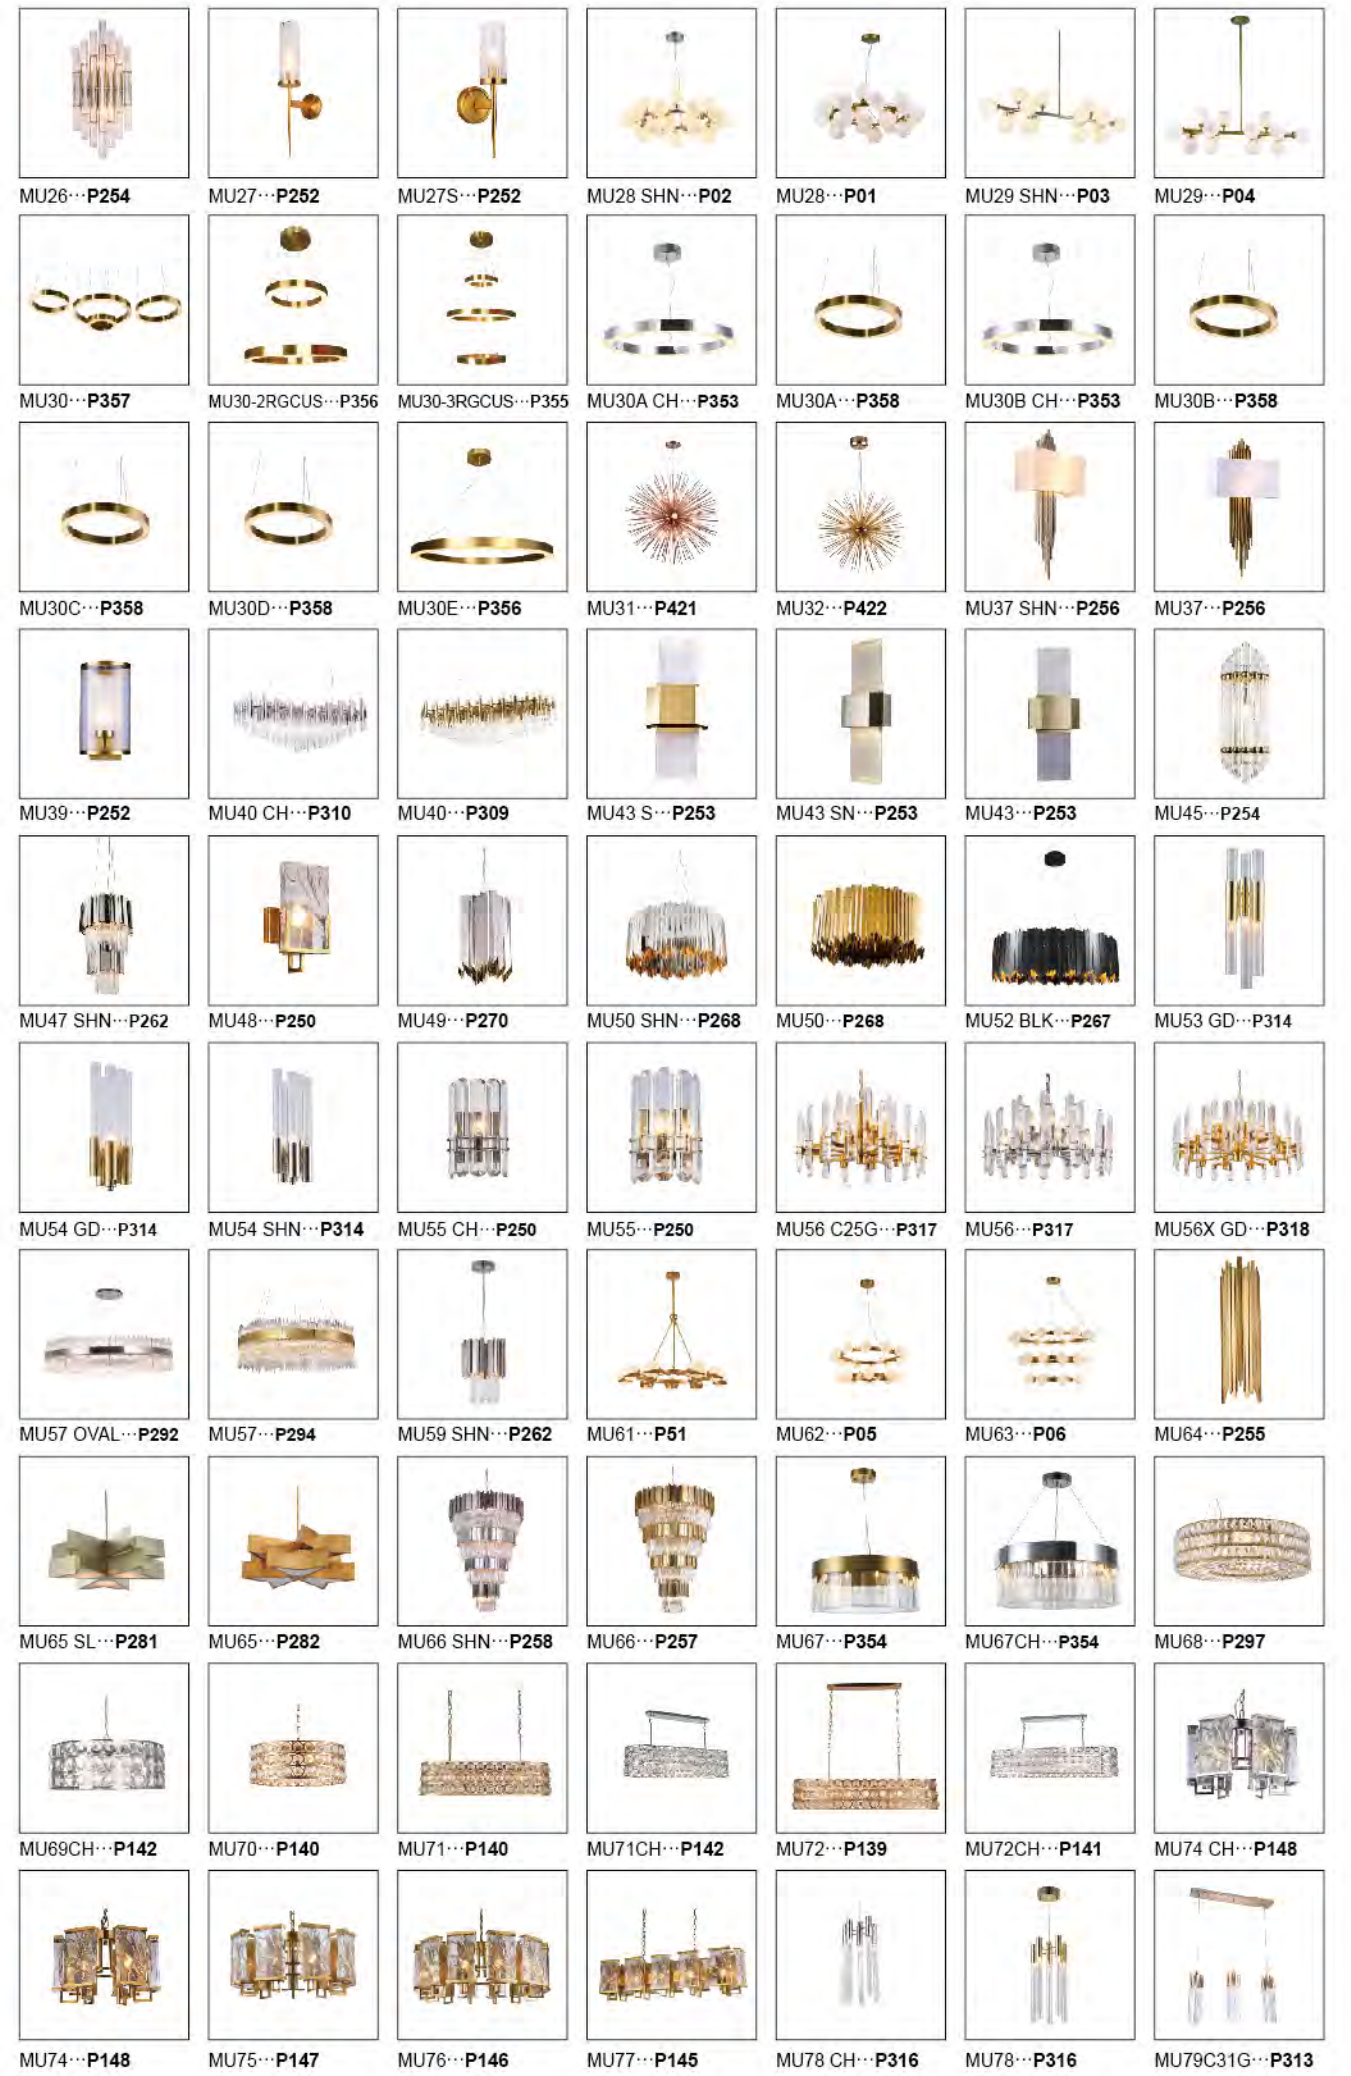 MU26···P254 MU27···P252 MU27S···P252 MU28 SHN···P02 MU28···P01 MU29 SHN···P03 MU29···P04
MU30···P357 MU30-2RGCUS···P356 MU30-3RGCUS···P355 MU30A CH···P353 MU30A···P358 MU30B CH···P353 MU30B···P358
MU30C···P358 MU30D···P358 MU30E···P356 MU31···P421 MU32···P422 MU37 SHN···P256 MU37···P256
MU39···P252 MU40 CH···P310 MU40···P309 MU43 S···P253 MU43 SN···P253 MU43···P253 MU45···P254
MU47 SHN···P262 MU48···P250 MU49···P270 MU50 SHN···P268 MU50···P268 MU52 BLK···P267 MU53 GD···P314
MU54 GD···P314 MU54 SHN···P314 MU55 CH···P250 MU55···P250 MU56 C25G···P317 MU56···P317 MU56X GD···P318
MU57 OVAL···P292 MU57···P294 MU59 SHN···P262 MU61···P51 MU62···P05 MU63···P06 MU64···P255
MU65 SL···P281 MU65···P282 MU66 SHN···P258 MU66···P257 MU67···P354 MU67CH···P354 MU68···P297
MU69CH···P142 MU70···P140 MU71···P140 MU71CH···P142 MU72···P139 MU72CH···P141 MU74 CH···P148
MU74···P148 MU75···P147 MU76···P146 MU77···P145 MU78 CH···P316 MU78···P316 MU79C31G···P313